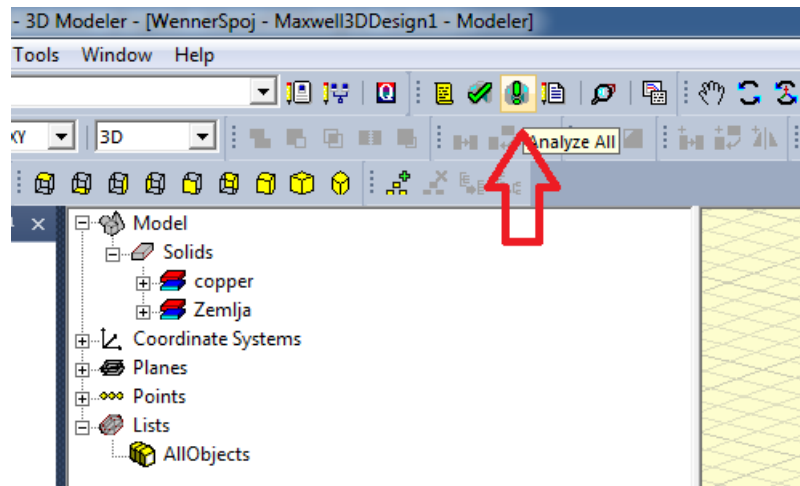 - 3D Modeler - [WennerSpoj - Maxwell3DDesign1 - Modeler]
Tools Window Help
XY 3D
Analyze All
Model
Solids
copper
Zemlja
Coordinate Systems
Planes
Points
Lists
AllObjects